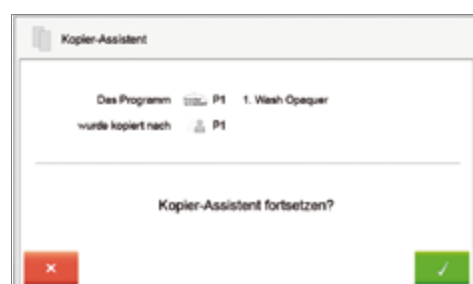 Kopier-Assistent
Das Programm P1 1. Wash Opaquer
wurde kopiert nach P1
Kopier-Assistent fortsetzen?